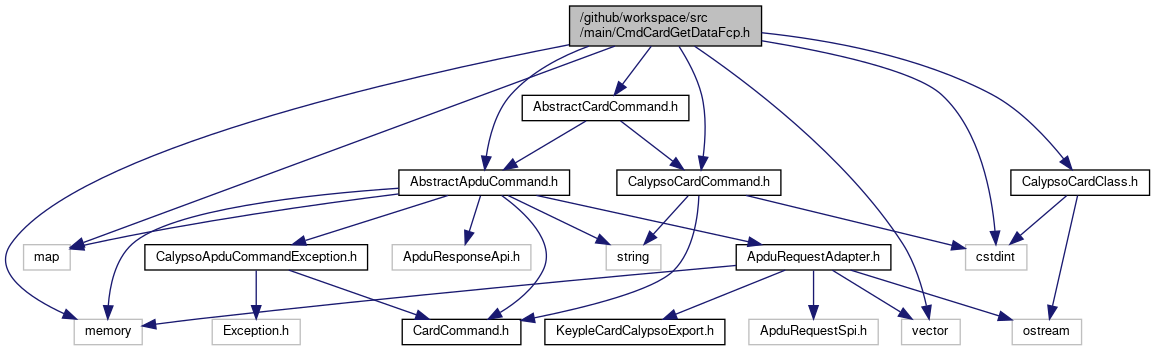 /github/workspace/src
/main/CmdCardGetDataFcp.h
AbstractCardCommand.h
AbstractApduCommand.h
CalypsoCardCommand.h
CalypsoCardClass.h
map
CalypsoApduCommandException.h
ApduResponseApi.h
string
ApduRequestAdapter.h
cstdint
memory
Exception.h
CardCommand.h
KeypleCardCalypsoExport.h
ApduRequestSpi.h
vector
ostream